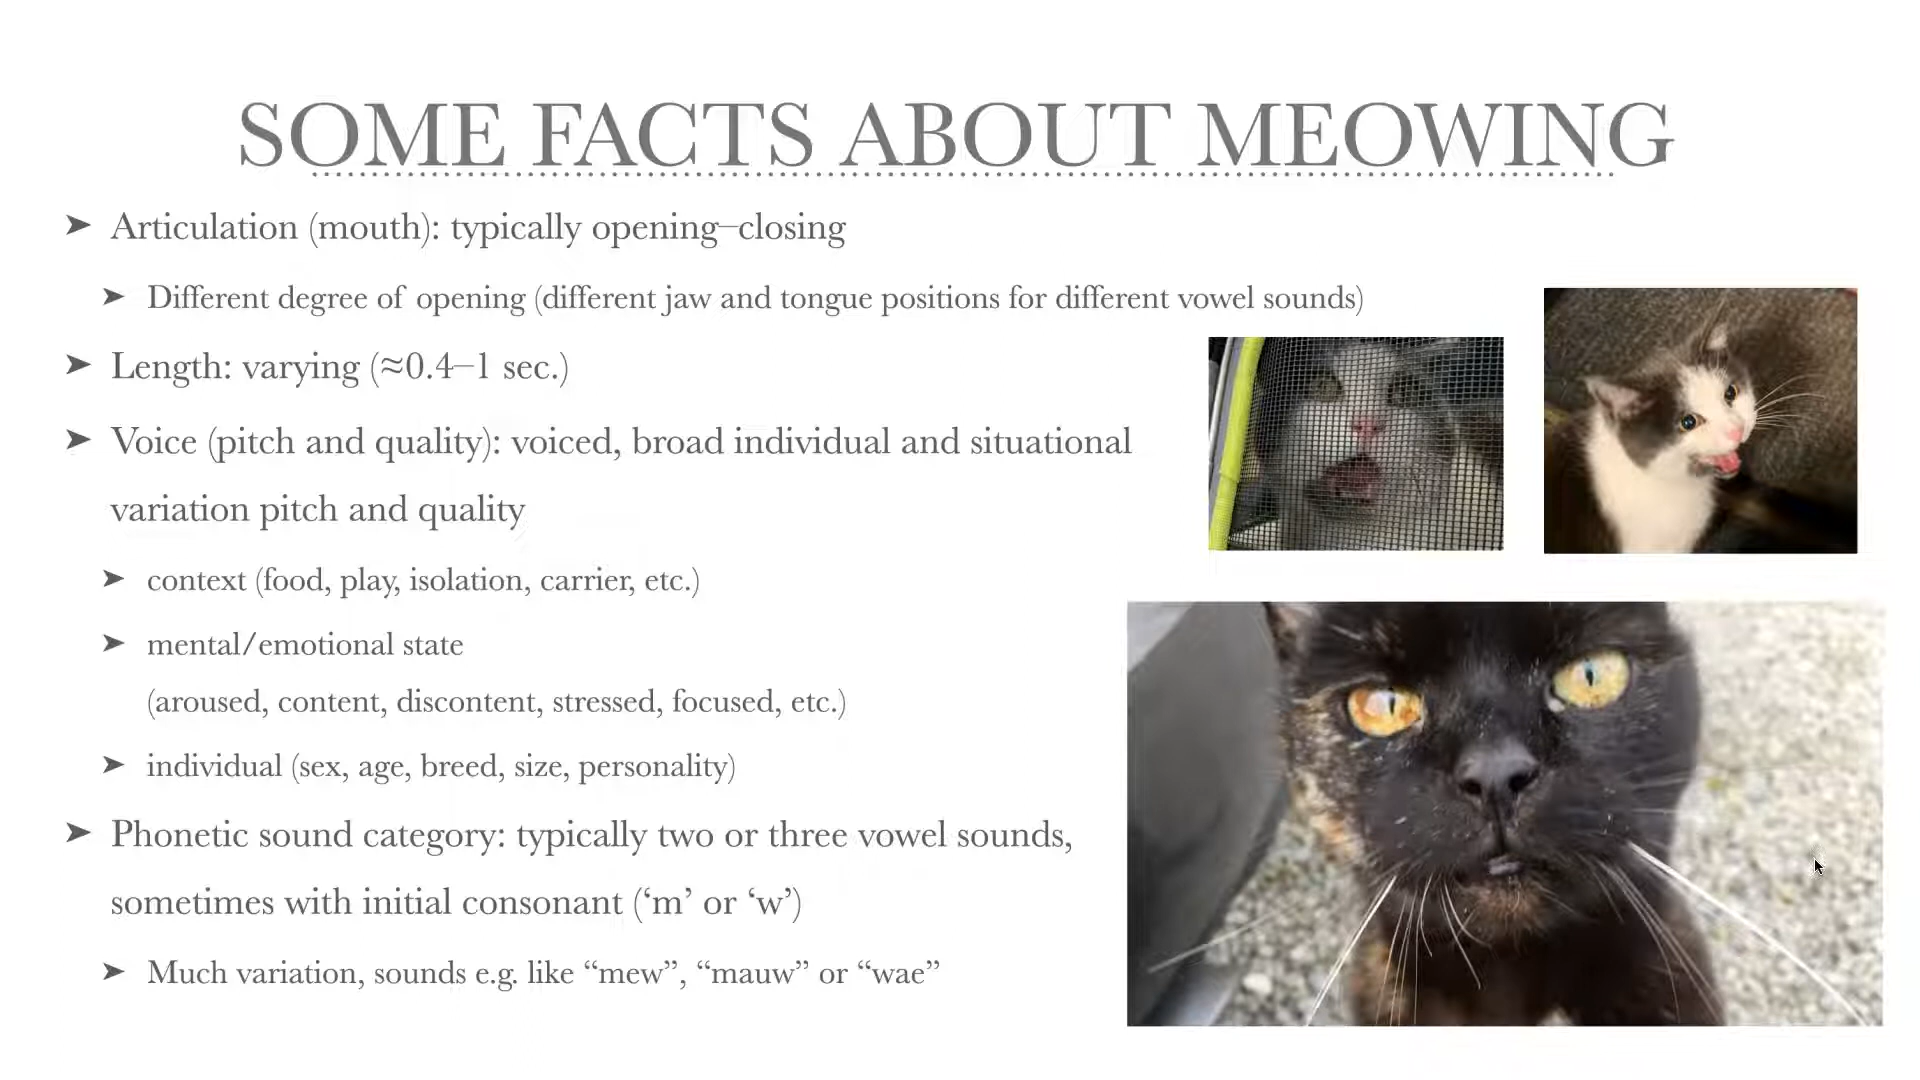 SOME FACTS ABOUT MEOWING
➤ Articulation (mouth): typically opening–closing
➤ Different degree of opening (different jaw and tongue positions for different vowel sounds)
➤ Length: varying (≈0.4–1 sec.)
➤ Voice (pitch and quality): voiced, broad individual and situational
variation pitch and quality
➤ context (food, play, isolation, carrier, etc.)
➤ mental/emotional state
(aroused, content, discontent, stressed, focused, etc.)
➤ individual (sex, age, breed, size, personality)
➤ Phonetic sound category: typically two or three vowel sounds,
sometimes with initial consonant (‘m’ or ‘w’)
➤ Much variation, sounds e.g. like “mew”, “mauw” or “wae”